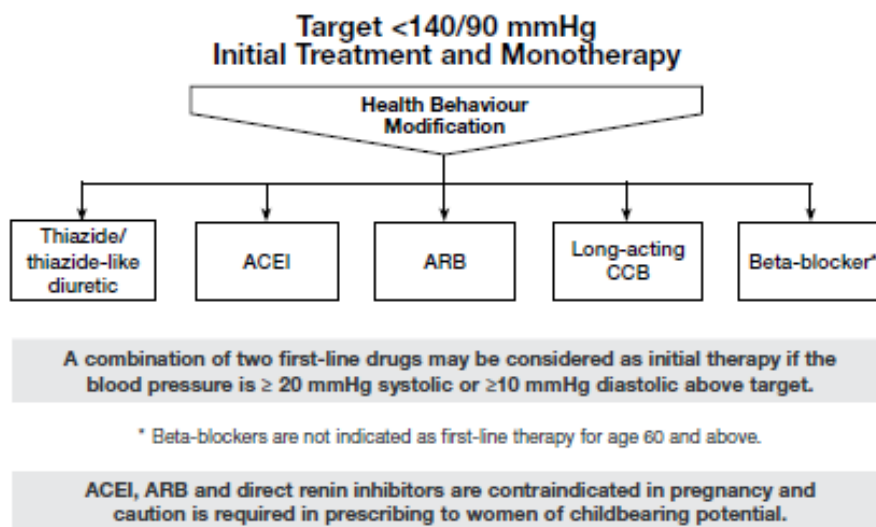 Target <140/90 mmHg
Initial Treatment and Monotherapy
Health Behaviour
Modification
Thiazide/
thiazide-like
diuretic
ACEI
ARB
Long-acting
CCB
Beta-blocker*
A combination of two first-line drugs may be considered as initial therapy if the
blood pressure is ≥ 20 mmHg systolic or ≥10 mmHg diastolic above target.
* Beta-blockers are not indicated as first-line therapy for age 60 and above.
ACEI, ARB and direct renin inhibitors are contraindicated in pregnancy and
caution is required in prescribing to women of childbearing potential.